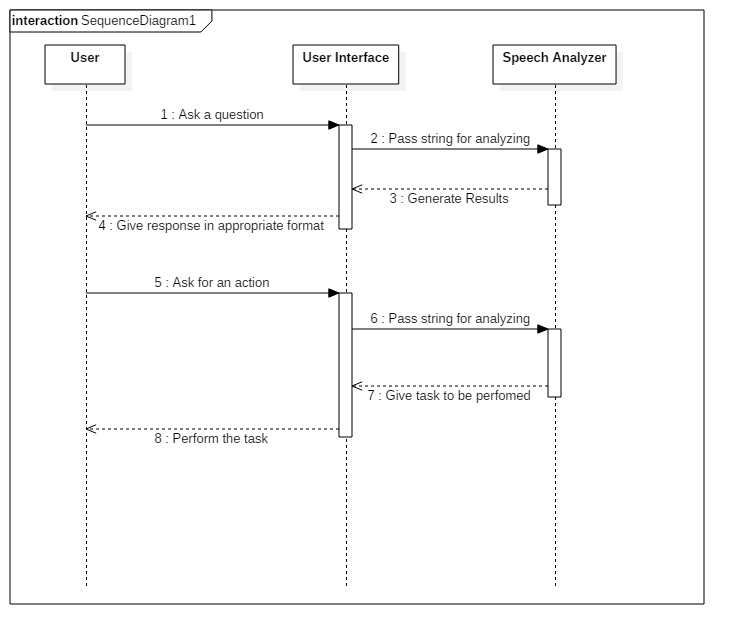 interaction SequenceDiagram1
User
User Interface
Speech Analyzer
1 : Ask a question
2 : Pass string for analyzing
3 : Generate Results
4 : Give response in appropriate format
5 : Ask for an action
6 : Pass string for analyzing
7 : Give task to be perfomed
8 : Perform the task